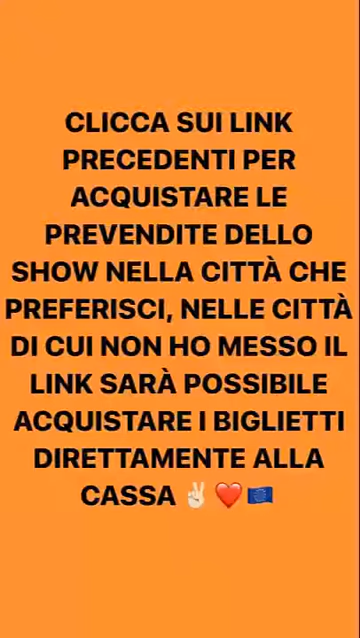 CLICCA SUI LINK
PRECEDENTI PER
ACQUISTARE LE
PREVENDITE DELLO
SHOW NELLA CITTÀ CHE
PREFERISCI, NELLE CITTÀ
DI CUI NON HO MESSO IL
LINK SARÀ POSSIBILE
ACQUISTARE I BIGLIETTI
DIRETTAMENTE ALLA
CASSA ✌🏻❤️🇪🇺